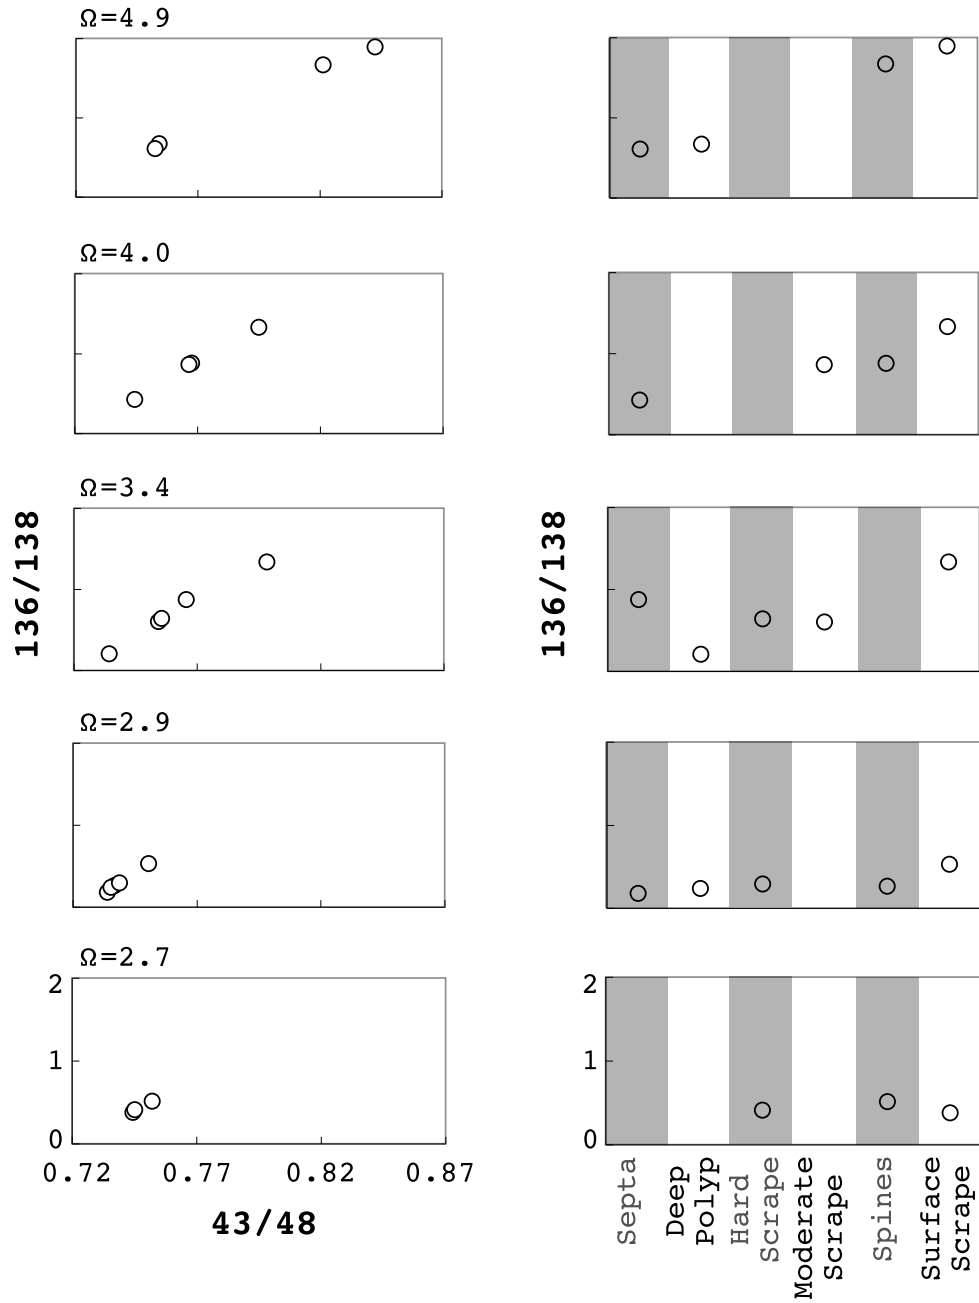 Ω=4.9
Ω=4.0
Ω=3.4
136/138
136/138
Ω=2.9
Ω=2.7
2
1
0
0.72
0.77
0.82
0.87
43/48
2
1
0
Septa
Deep
Polyp
Hard
Scrape
Moderate
Scrape
Spines
Surface
Scrape